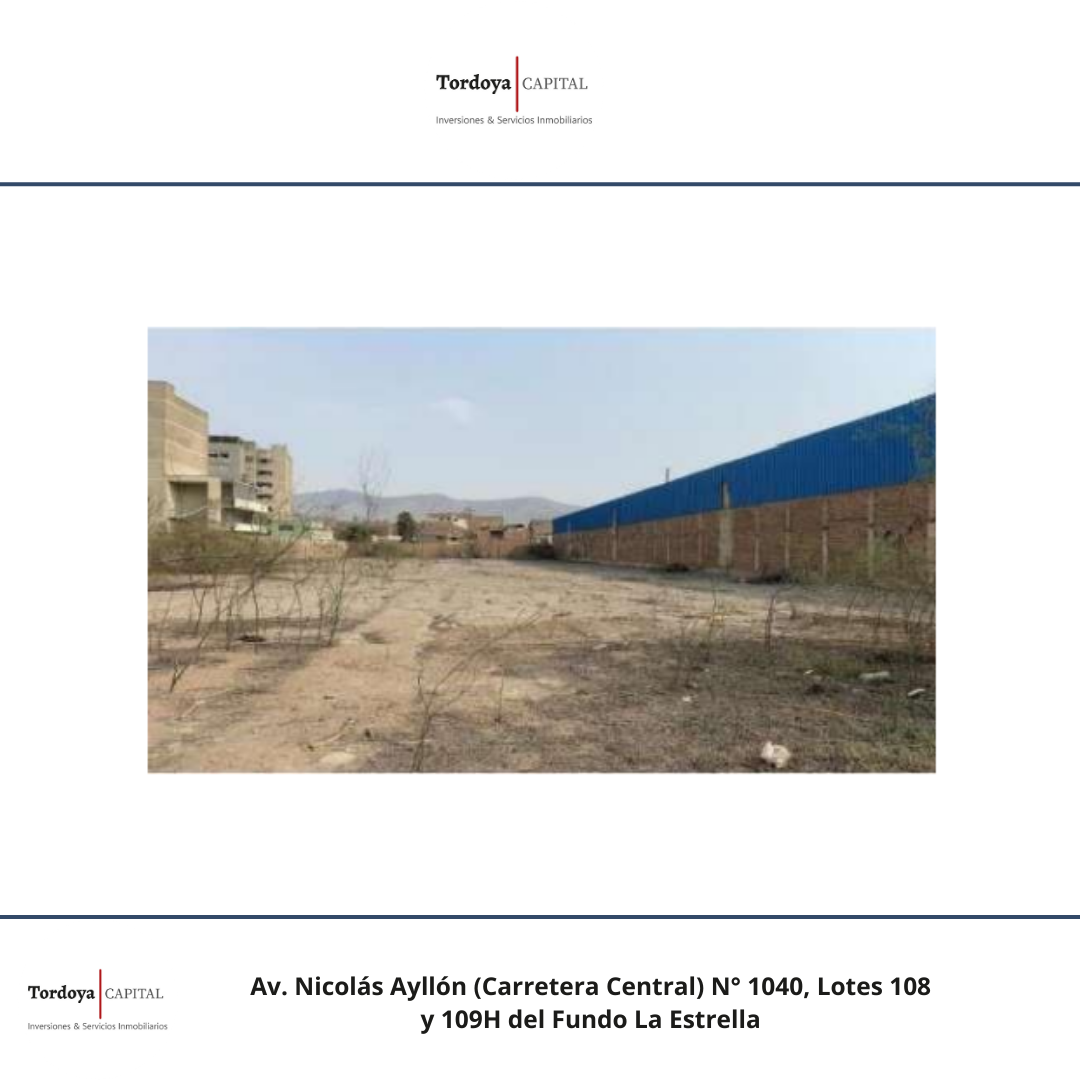 Tordoya CAPITAL
Inversiones & Servicios Inmobiliarios
Tordoya CAPITAL
Inversiones & Servicios Inmobiliarios
Av. Nicolás Ayllón (Carretera Central) N° 1040, Lotes 108
y 109H del Fundo La Estrella